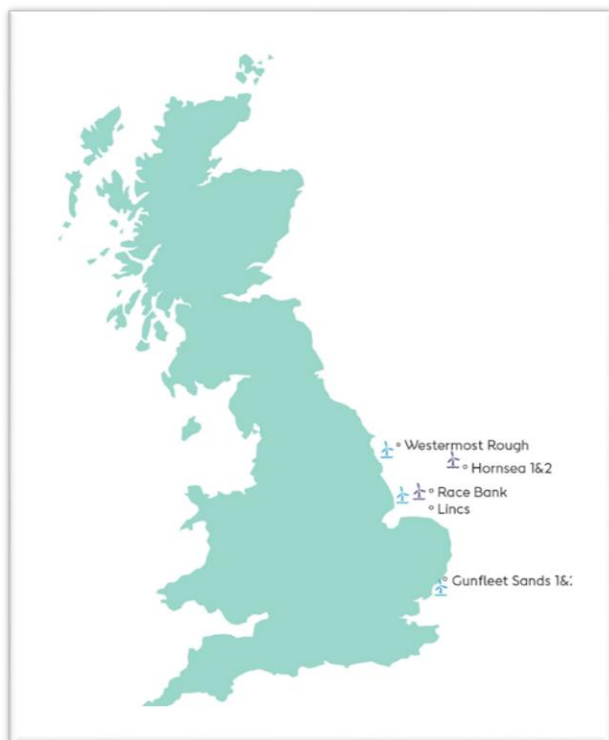 Westermost Rough
Hornsea 1&2
Race Bank
Lincs
Gunfleet Sands 1&